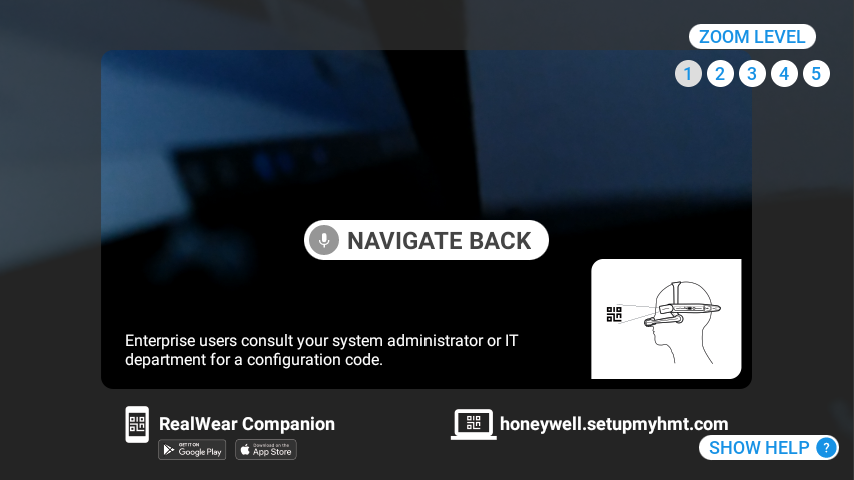 ZOOM LEVEL
1 2 3 4 5
NAVIGATE BACK
Enterprise users consult your system administrator or IT
department for a configuration code.
RealWear Companion
GET IT ON
Google Play
Download on the
App Store
honeywell.setupmyhmt.com
SHOW HELP ?